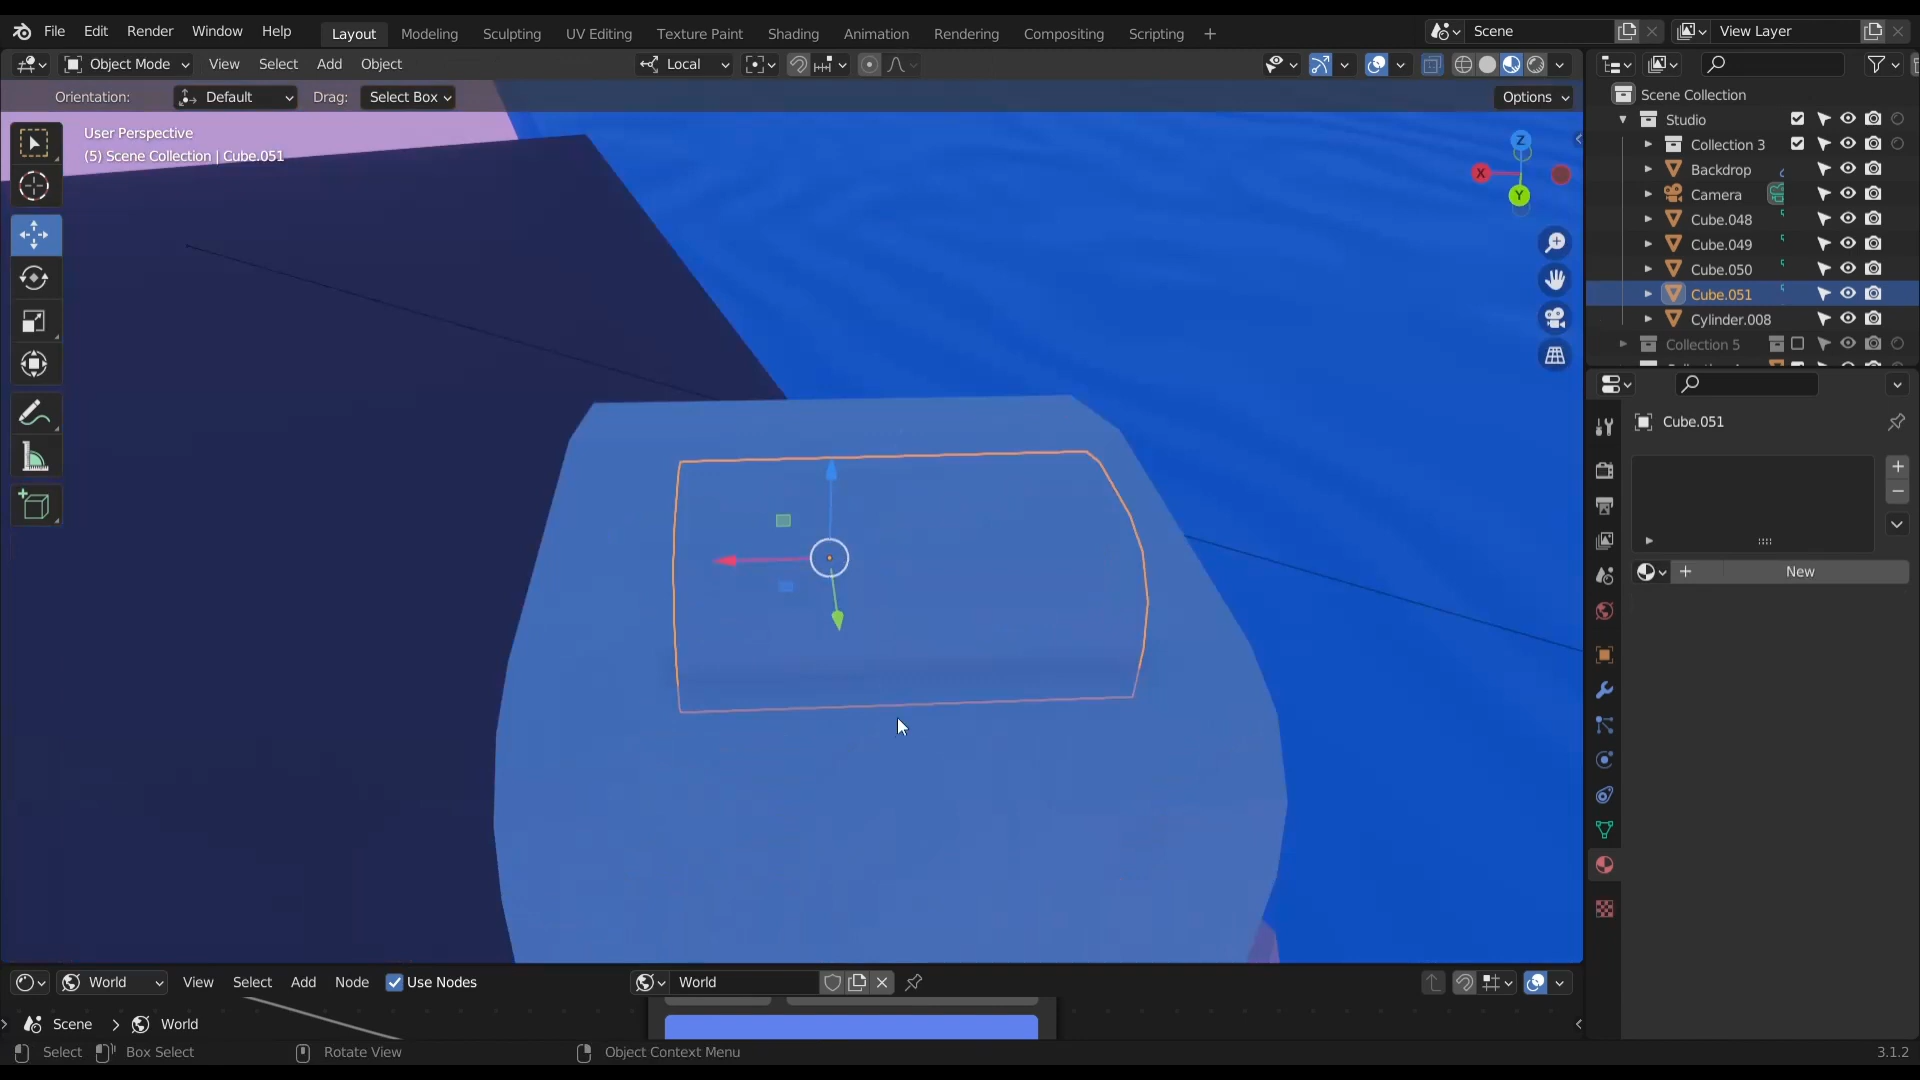 File Edit Render Window Help Layout Modeling Sculpting UV Editing Texture Paint Shading Animation Rendering Compositing Scripting + Scene View Layer
Object Mode View Select Add Object Local
Orientation: Default Drag: Select Box Options
User Perspective
(5) Scene Collection | Cube.051
Z
X
Y
Scene Collection
Studio
Collection 3
Backdrop
Camera
Cube.048
Cube.049
Cube.050
Cube.051
Cylinder.008
Collection 5
Cube.051
New
World View Select Add Node Use Nodes World
Scene > World
Select Box Select Rotate View Object Context Menu 3.1.2